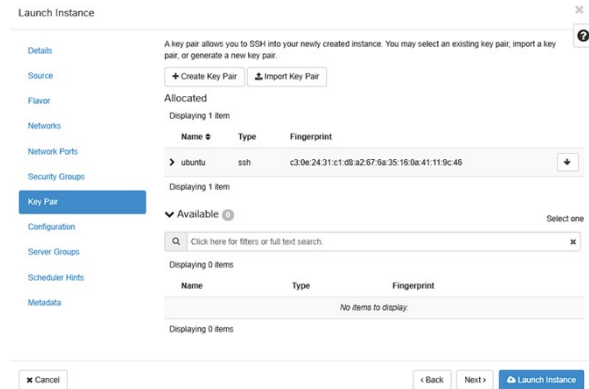 Launch Instance
Details
Source
Flavor
Networks
Network Ports
Security Groups
Key Pair
Configuration
Server Groups
Scheduler Hints
Metadata
A key pair allows you to SSH into your newly created instance. You may select an existing key pair, import a key
pair, or generate a new key pair.
+ Create Key Pair Import Key Pair
Allocated
Displaying 1 item
Name Type Fingerprint
ubuntu ssh c3:0e:24:31:c1:d8:a2:67:6a:35:16:0a:41:11:9c:46
Displaying 1 item
Available 0 Select one
Click here for filters or full text search.
Displaying 0 items
Name Type Fingerprint
No items to display.
Displaying 0 items
× Cancel < Back Next > Launch Instance